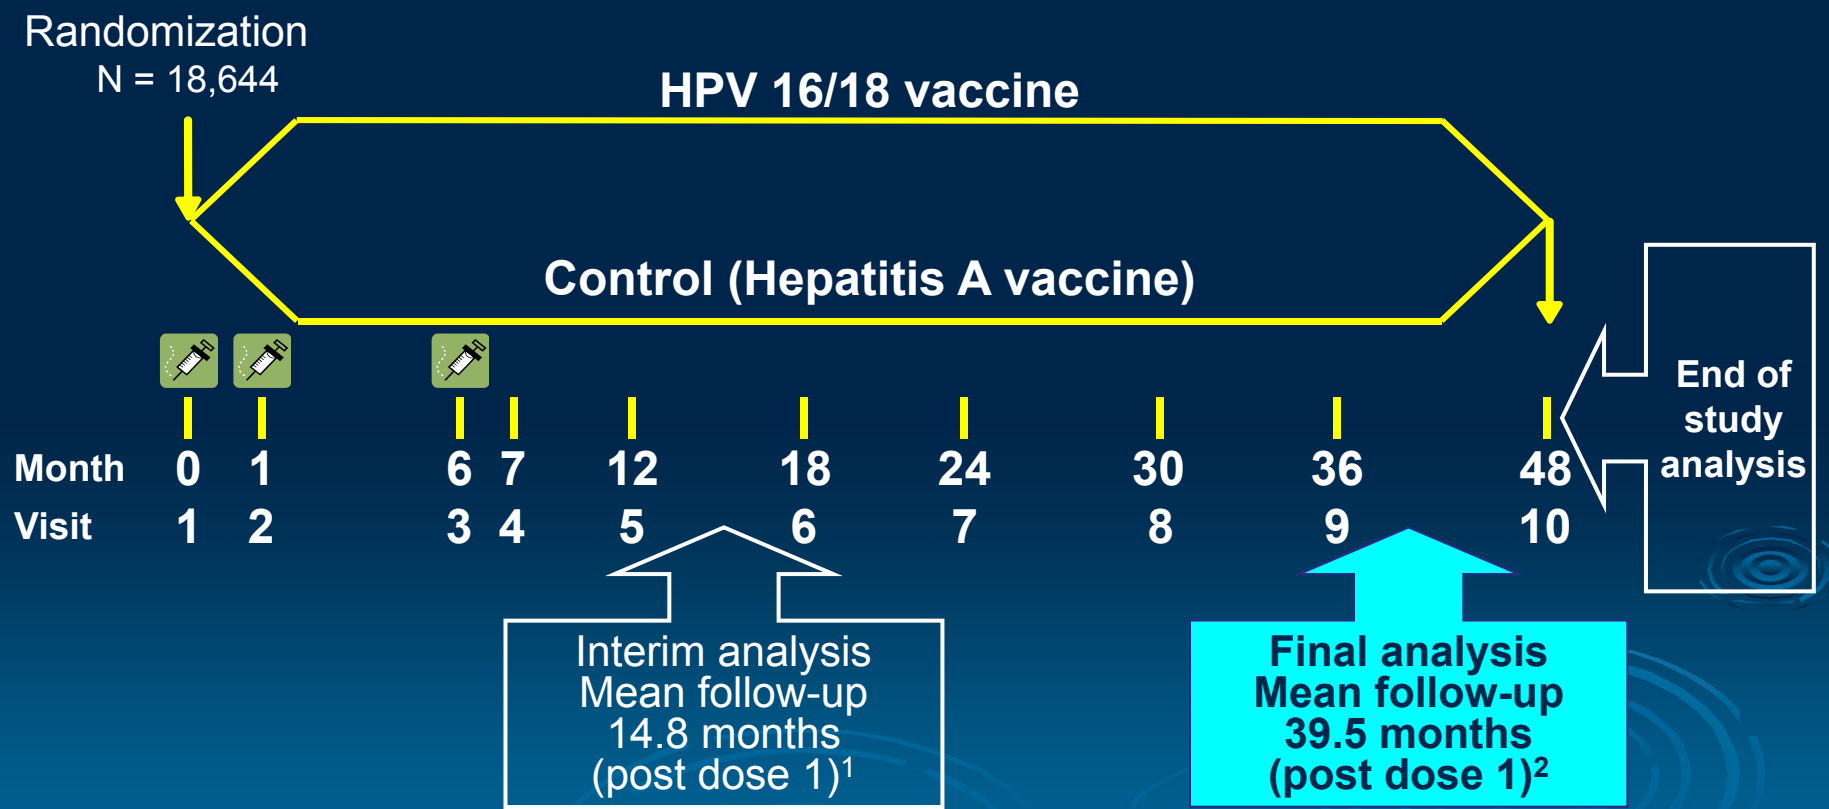 Randomization
N = 18,644
HPV 16/18 vaccine
Control (Hepatitis A vaccine)
Month 0 1 6 7 12 18 24 30 36 48
Visit 1 2 3 4 5 6 7 8 9 10
End of
study
analysis
Interim analysis
Mean follow-up
14.8 months
(post dose 1)¹
Final analysis
Mean follow-up
39.5 months
(post dose 1)²